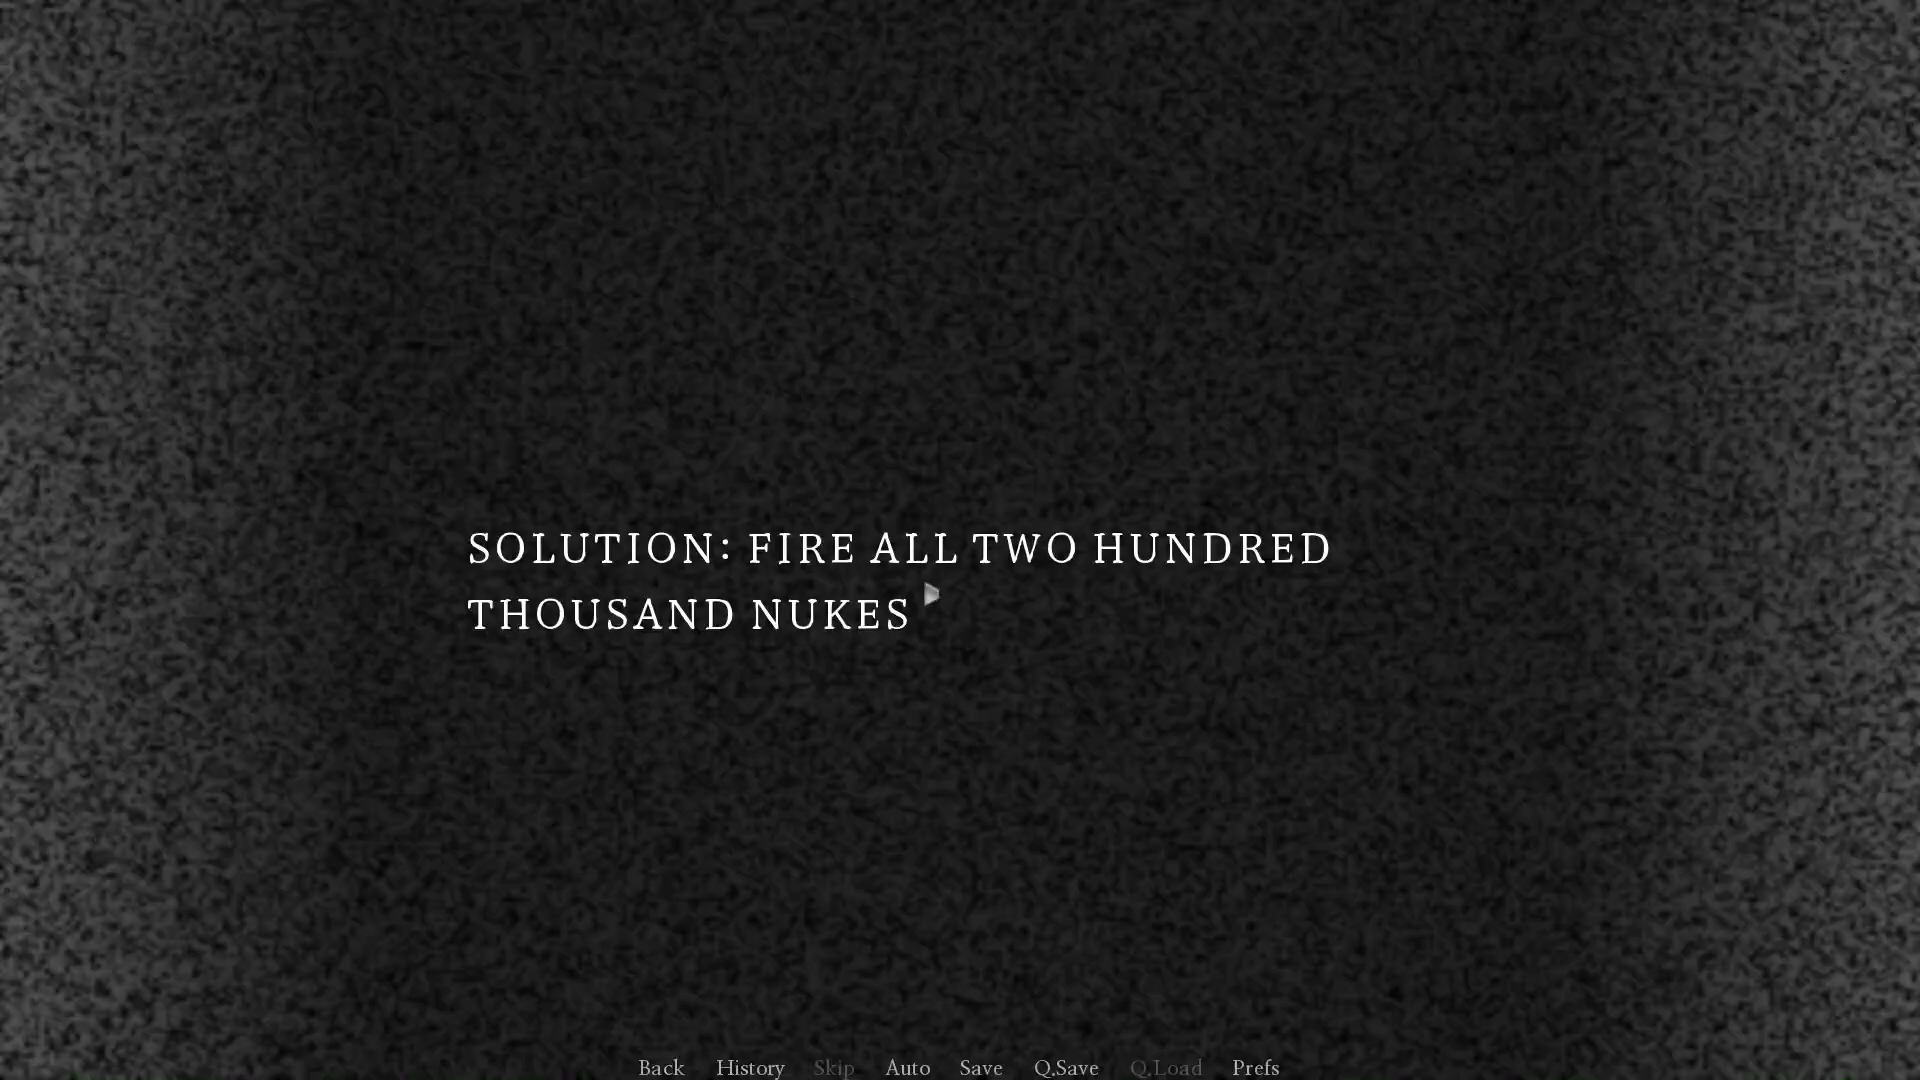 SOLUTION: FIRE ALL TWO HUNDRED
THOUSAND NUKES
Back History Skip Auto Save Q.Save Q.Load Prefs